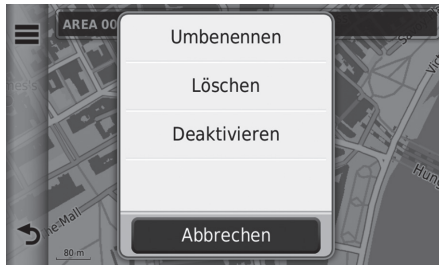 AREA 00
Umbenennen
Löschen
Deaktivieren
Abbrechen
80 m